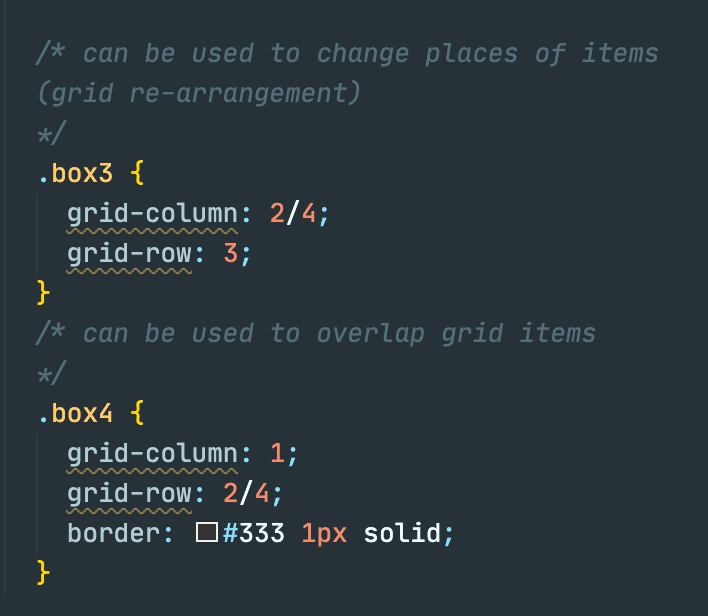 /* can be used to change places of items
(grid re-arrangement)
*/
.box3 {
grid-column: 2/4;
grid-row: 3;
}
/* can be used to overlap grid items
*/
.box4 {
grid-column: 1;
grid-row: 2/4;
border: #333 1px solid;
}